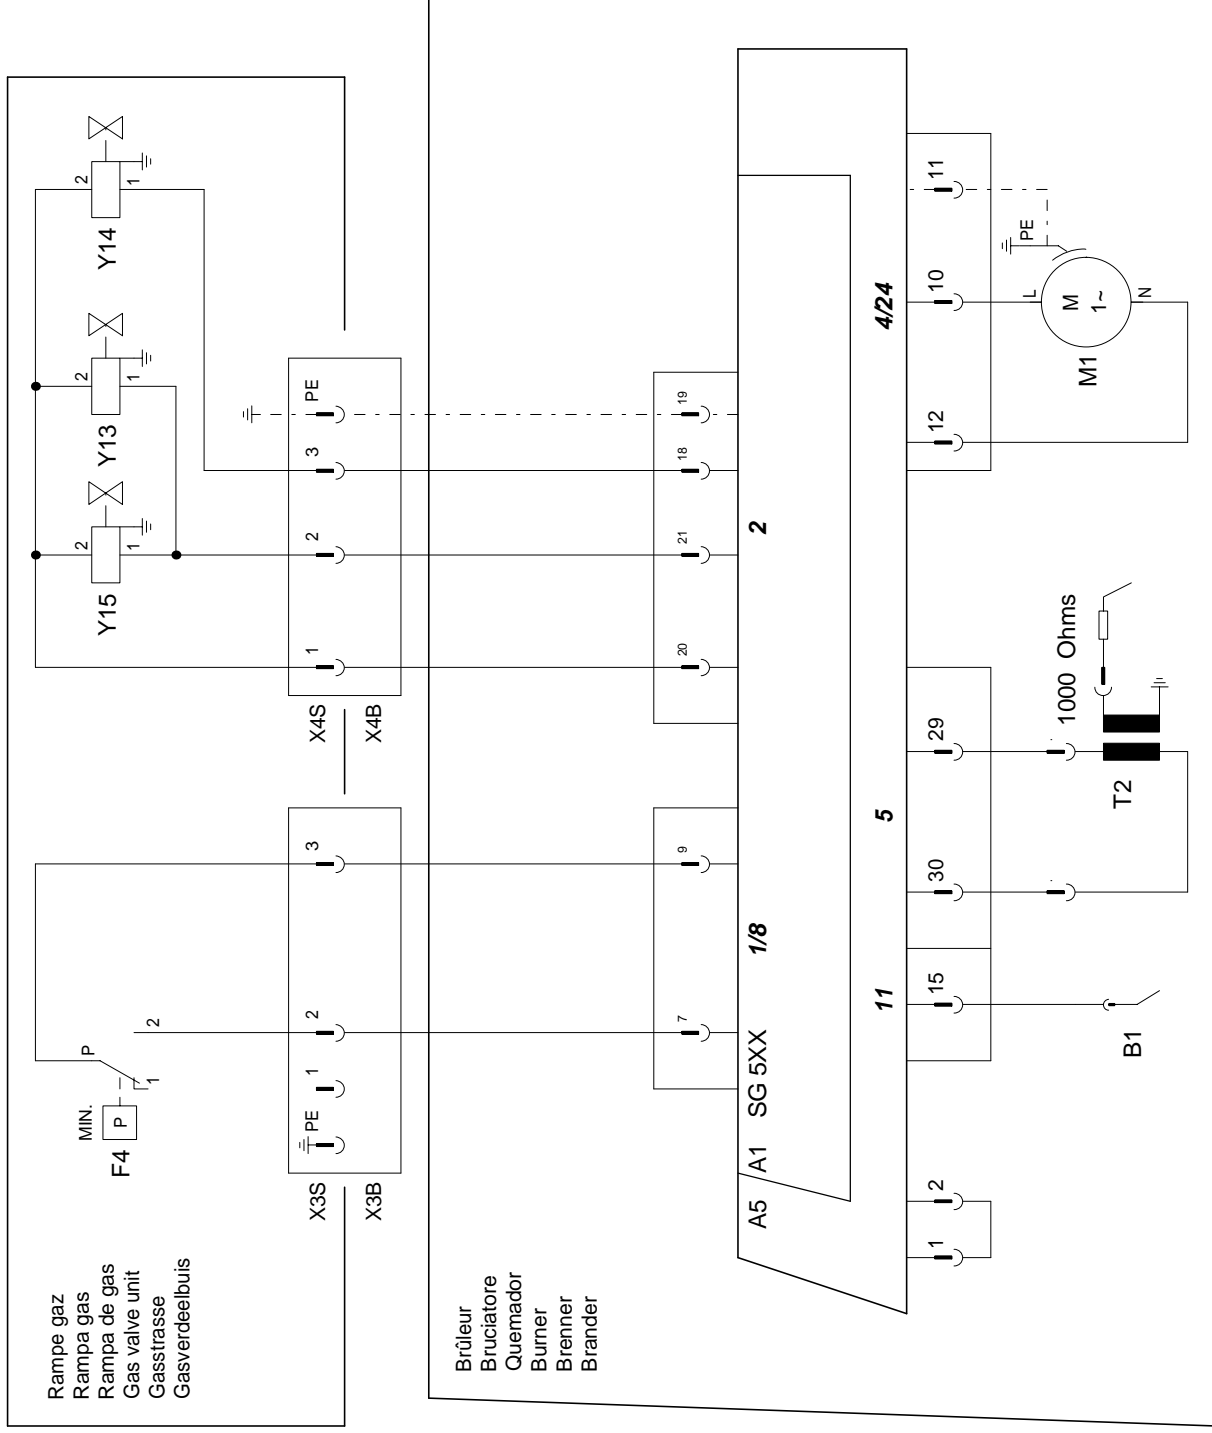 Rampe gaz
Rampa gas
Rampa de gas
Gas valve unit
Gasstrasse
Gasverdeelbuis
MIN.
F4
P
P
1
2
Y15
2
1
Y13
2
1
Y14
2
1
X3S
X3B
PE
1
2
3
X4S
X4B
1
2
3
PE
Brûleur
Bruciatore
Quemador
Burner
Brenner
Brander
7
9
20
21
18
19
A5
A1 SG 5XX
1/8
2
11
5
4/24
1
2
15
30
29
12
10
11
B1
T2
1000 Ohms
M1
M
1~
L
N
PE